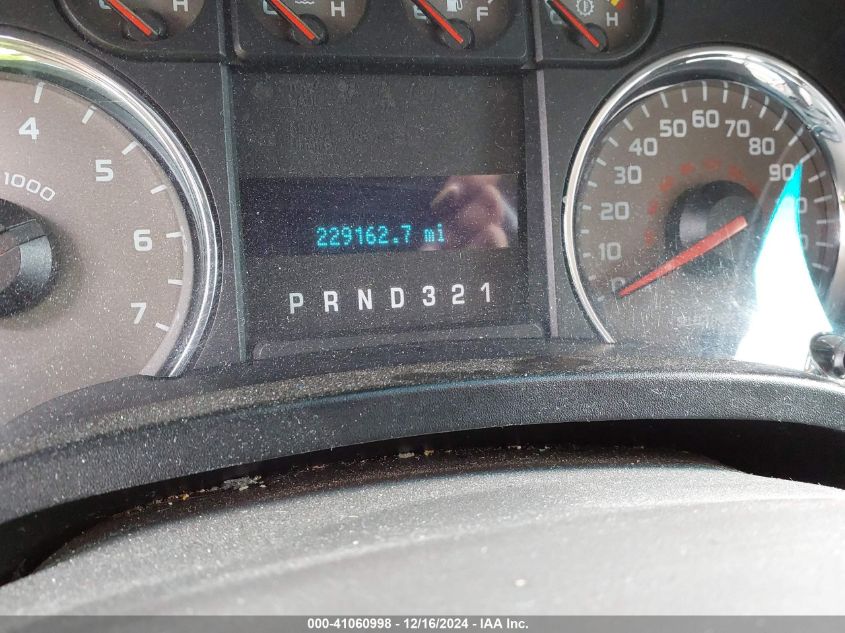 H H F
4 5 6 7
1000
229162.7 mi
P R N D 3 2 1
0 10 20 30 40 50 60 70 80 90
000-41060998 - 12/16/2024 - IAA Inc.